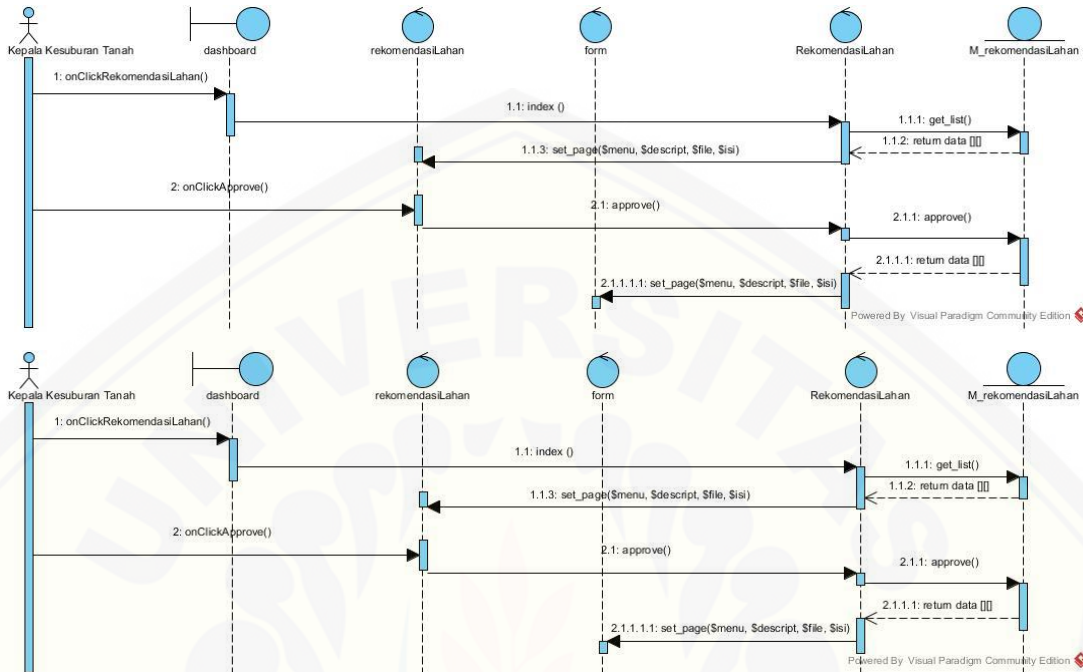 Kepala Kesuburan Tanah
dashboard
rekomendasiLahan
form
RekomendasiLahan
M_rekomendasiLahan
1: onClickRekomendasiLahan()
1.1: index ()
1.1.1: get_list()
1.1.2: return data [][]
1.1.3: set_page($menu, $descript, $file, $isi)
2: onClickApprove()
2.1: approve()
2.1.1: approve()
2.1.1.1: return data [][]
2.1.1.1.1: set_page($menu, $descript, $file, $isi)
Powered By Visual Paradigm Community Edition
UNIVERSITAS
Kepala Kesuburan Tanah
dashboard
rekomendasiLahan
form
RekomendasiLahan
M_rekomendasiLahan
1: onClickRekomendasiLahan()
1.1: index ()
1.1.1: get_list()
1.1.2: return data [][]
1.1.3: set_page($menu, $descript, $file, $isi)
2: onClickApprove()
2.1: approve()
2.1.1: approve()
2.1.1.1: return data [][]
2.1.1.1.1: set_page($menu, $descript, $file, $isi)
Powered By Visual Paradigm Community Edition